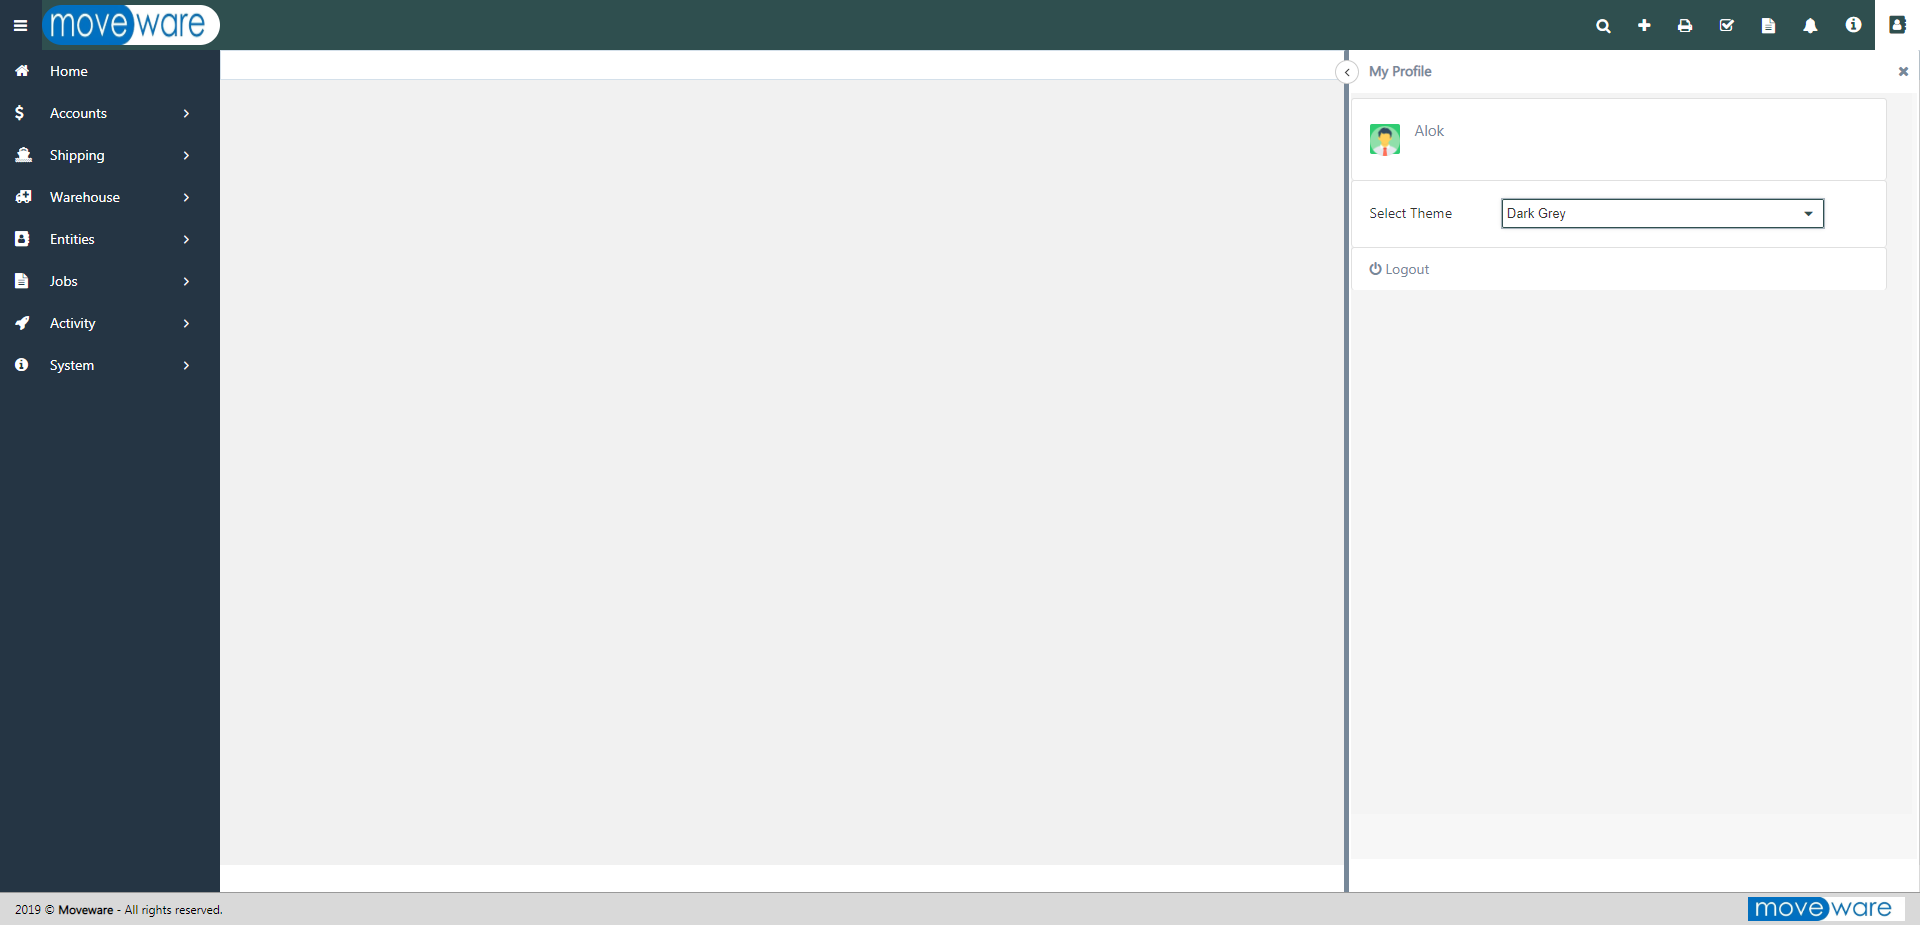 moveware
Home
Accounts
Shipping
Warehouse
Entities
Jobs
Activity
System
My Profile
Alok
Select Theme
Dark Grey
Logout
2019 © Moveware - All rights reserved.
moveware